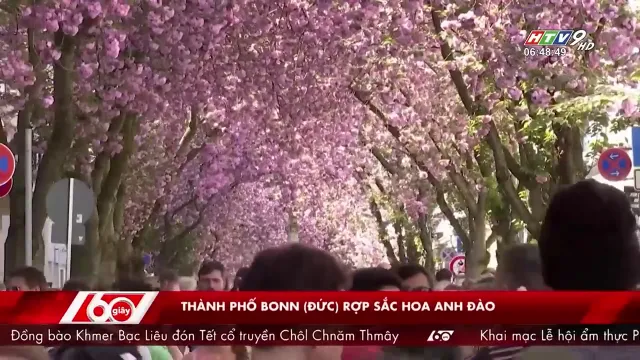 HTV9 HD
06:48:49
60 giây
THÀNH PHỐ BONN (ĐỨC) RỢP SẮC HOA ANH ĐÀO
Đồng bào Khmer Bạc Liêu đón Tết cổ truyền Chôl Chnăm Thmây 60 Khai mạc Lễ hội ẩm thực